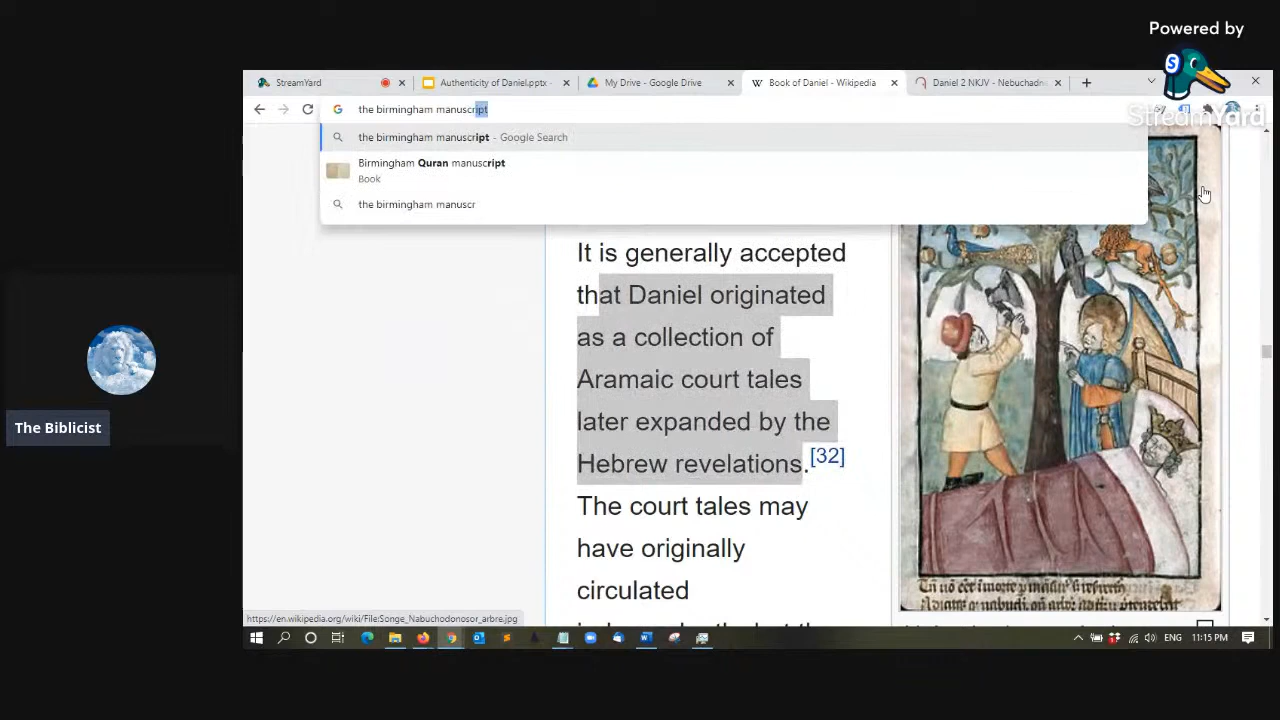 Powered by
StreamYard
StreamYard
Authenticity of Daniel.pptx -
My Drive - Google Drive
Book of Daniel - Wikipedia
Daniel 2 NKJV - Nebuchadn
the birmingham manuscript
the birmingham manuscript - Google Search
Birmingham Quran manuscript
Book
the birmingham manuscr
It is generally accepted
that Daniel originated
as a collection of
Aramaic court tales
later expanded by the
Hebrew revelations.[32]
The court tales may
have originally
circulated
The Biblicist
https://en.wikipedia.org/wiki/File:Songe_Nabuchodonosor_arbre.jpg
ENG
11:15 PM